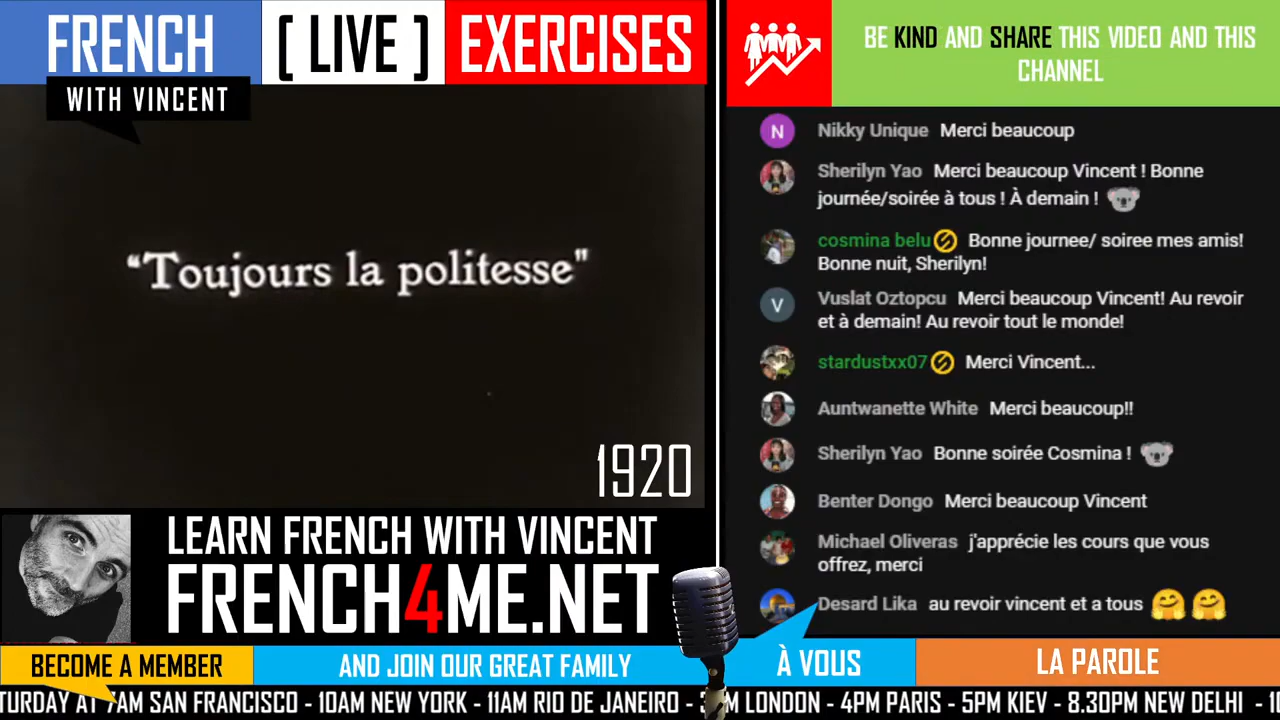 FRENCH [ LIVE ] EXERCISES
WITH VINCENT
“Toujours la politesse”
1920
LEARN FRENCH WITH VINCENT
FRENCH4ME.NET
BECOME A MEMBER
AND JOIN OUR GREAT FAMILY
BE KIND AND SHARE THIS VIDEO AND THIS
CHANNEL
N Nikky Unique Merci beaucoup
Sherilyn Yao Merci beaucoup Vincent ! Bonne
journée/soirée à tous ! À demain !
cosmina belu Bonne journee/ soiree mes amis!
Bonne nuit, Sherilyn!
V Vuslat Oztopcu Merci beaucoup Vincent! Au revoir
et à demain! Au revoir tout le monde!
stardustxx07 Merci Vincent...
Auntwanette White Merci beaucoup!!
Sherilyn Yao Bonne soirée Cosmina !
Benter Dongo Merci beaucoup Vincent
Michael Oliveras j'apprécie les cours que vous
offrez, merci
Desard Lika au revoir vincent et a tous
À VOUS
LA PAROLE
AT 7AM SAN FRANCISCO - 10AM NEW YORK - 11AM RIO DE JANEIRO - LONDON - 4PM PARIS - 5PM KIEV - 8.30PM NEW DELHI -